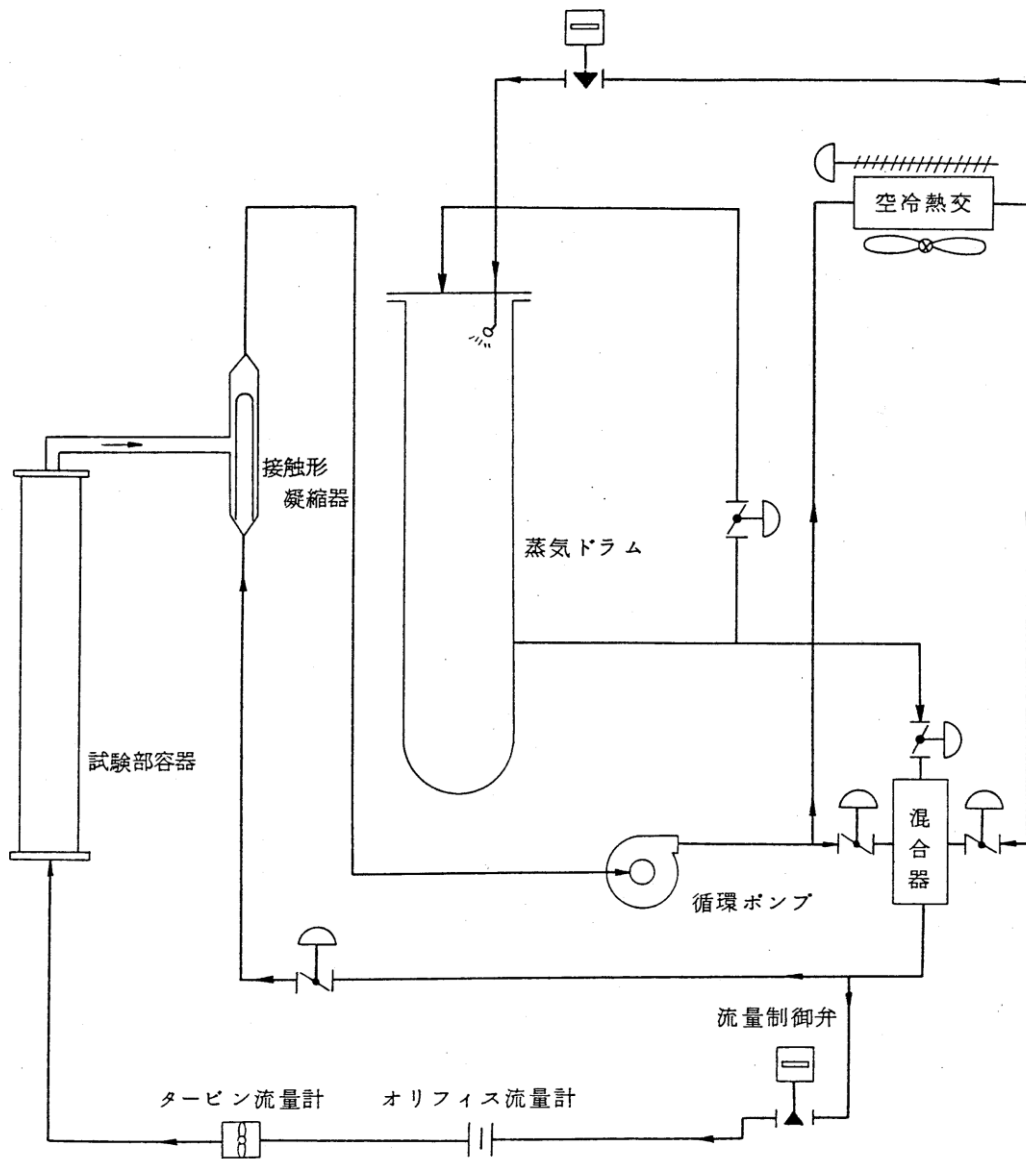 空冷熱交
接触形
凝縮器
蒸気ドラム
試験部容器
混合器
循環ポンプ
流量制御弁
タービン流量計
オリフィス流量計